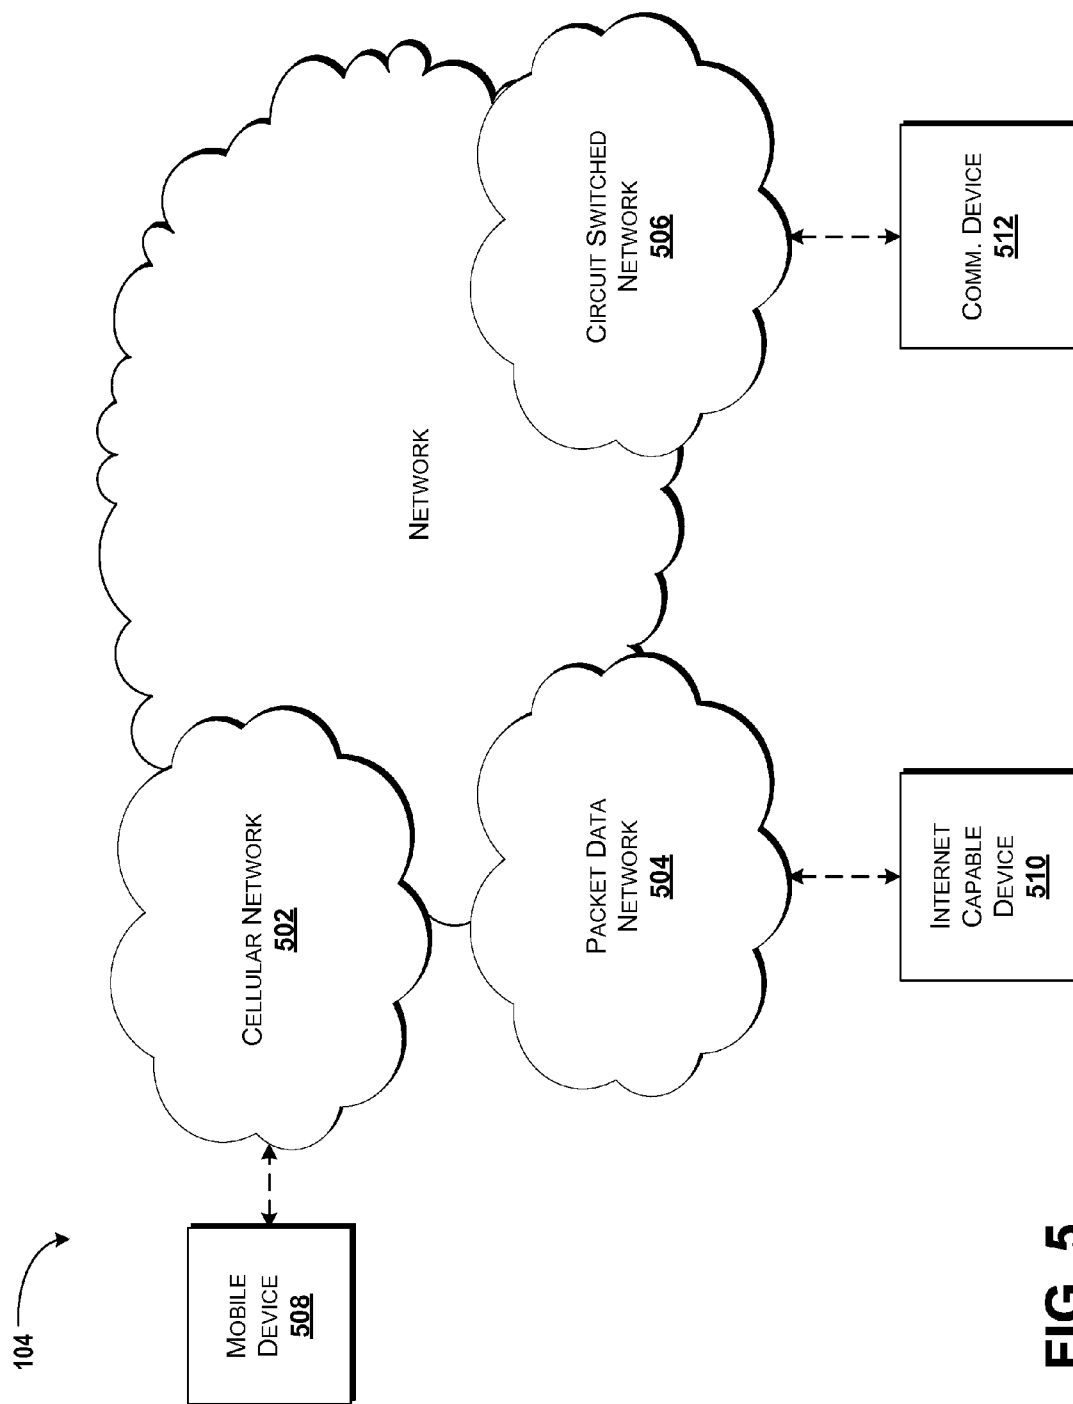 104
NETWORK
CELLULAR NETWORK
502
MOBILE
DEVICE
508
PACKET DATA
NETWORK
504
CIRCUIT SWITCHED
NETWORK
506
INTERNET
CAPABLE
DEVICE
510
COMM. DEVICE
512
FIG. 5